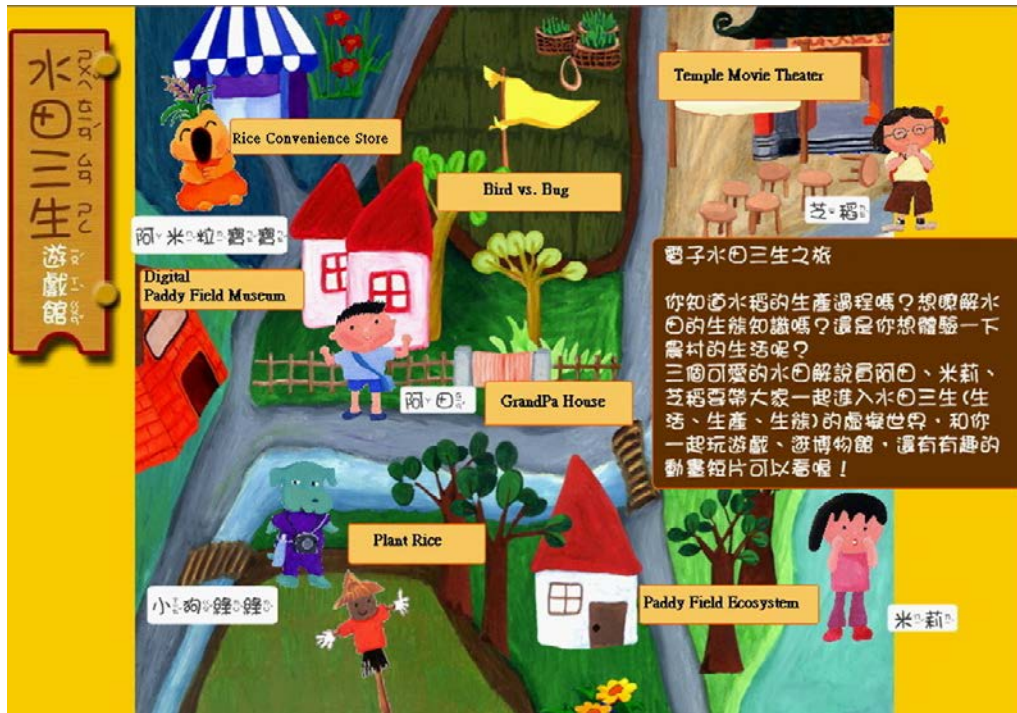 水田三生
遊戲館
Temple Movie Theater
Rice Convenience Store
Bird vs. Bug
阿米粒寶寶
芝稻
Digital
Paddy Field Museum
電子水田三生之旅
你知道水稻的生產過程嗎?想瞭解水
田的生態知識嗎?還是你想體驗一下
農村的生活呢?
三個可愛的水田解說員阿田、米莉、
芝稻要帶大家一起進入水田三生(生
活、生產、生態)的虛擬世界,和你
一起玩遊戲、逛博物館,還有有趣的
動畫短片可以看喔!
阿田
GrandPa House
Plant Rice
小狗綠綠
Paddy Field Ecosystem
米莉